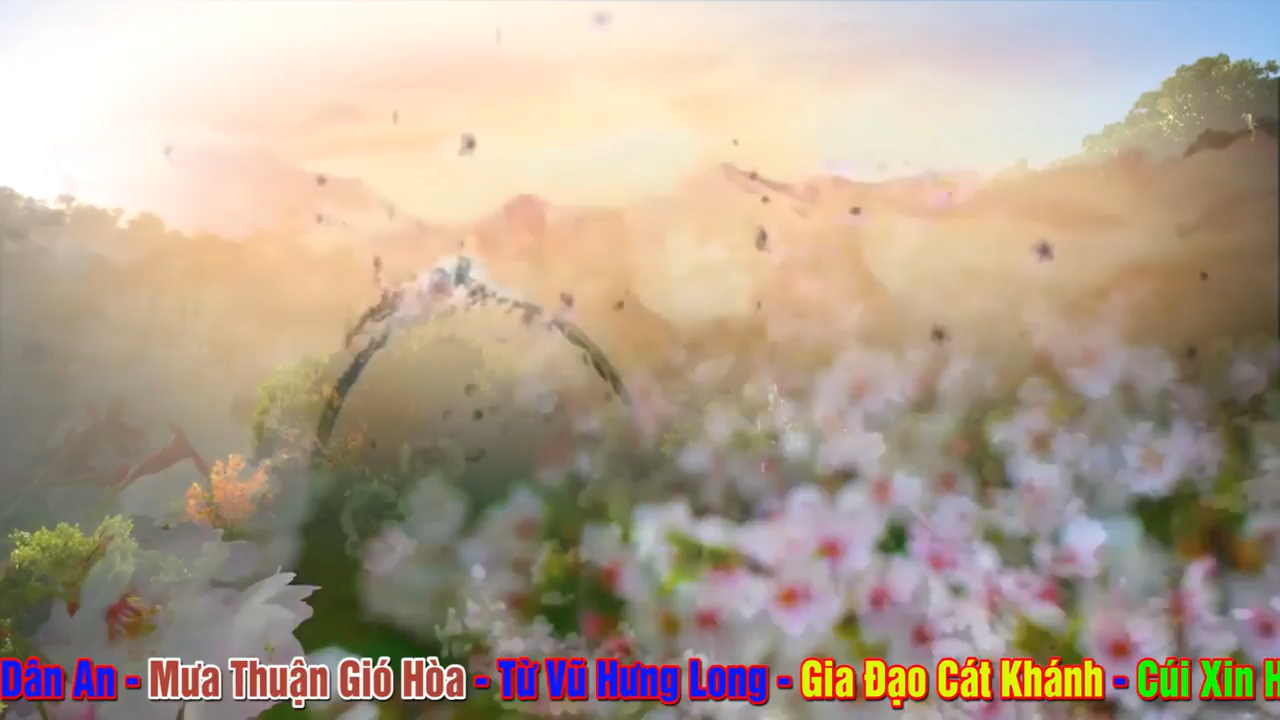 Dân An - Mưa Thuận Gió Hòa - Từ Vũ Hưng Long - Gia Đạo Cát Khánh - Cúi Xin